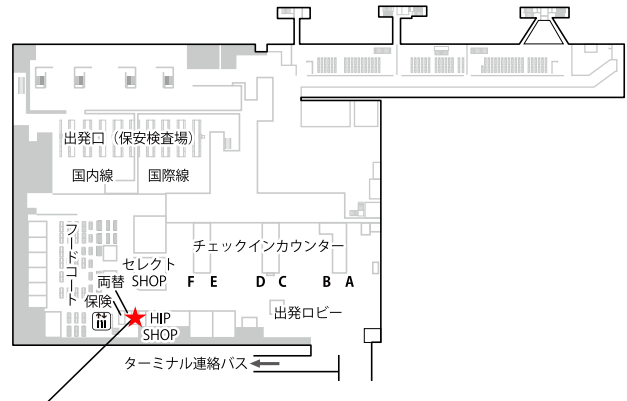 出発口（保安検査場）
国内線
国際線
フードコート
チェックインカウンター
セレクト
SHOP
F E D C B A
両替
保険
HIP
SHOP
出発ロビー
ターミナル連絡バス